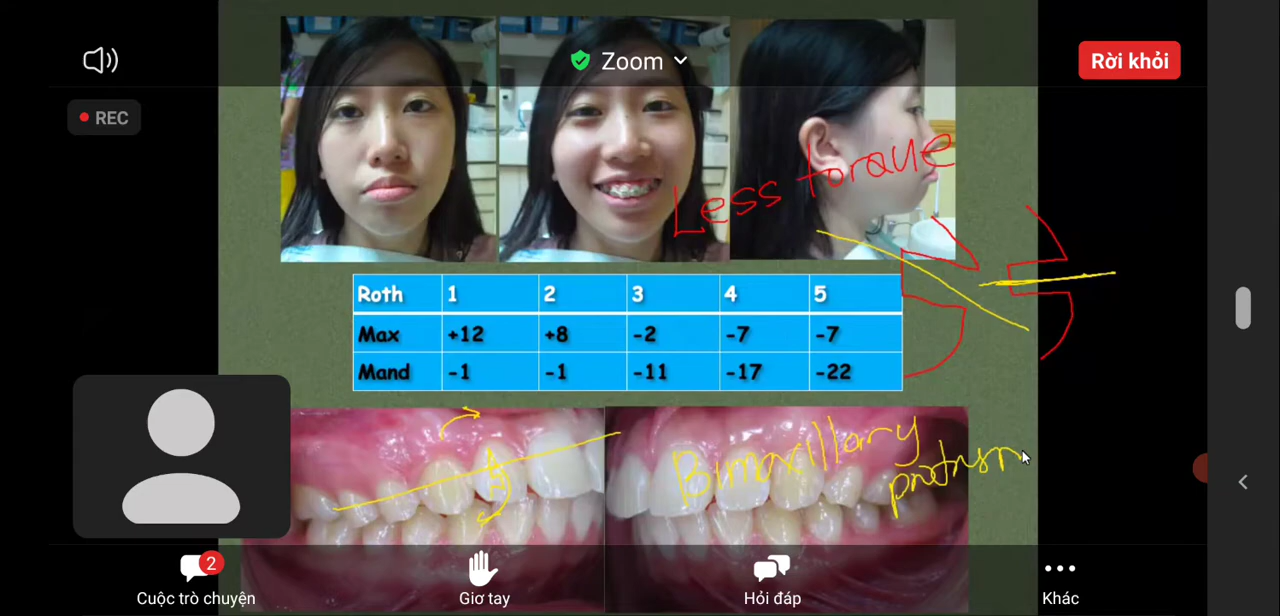 Zoom
Rời khỏi
REC
Less torque
Roth 1 2 3 4 5
Max +12 +8 -2 -7 -7
Mand -1 -1 -11 -17 -22
Bimaxillary
2
Cuộc trò chuyện
Giơ tay
Hỏi đáp
Khác